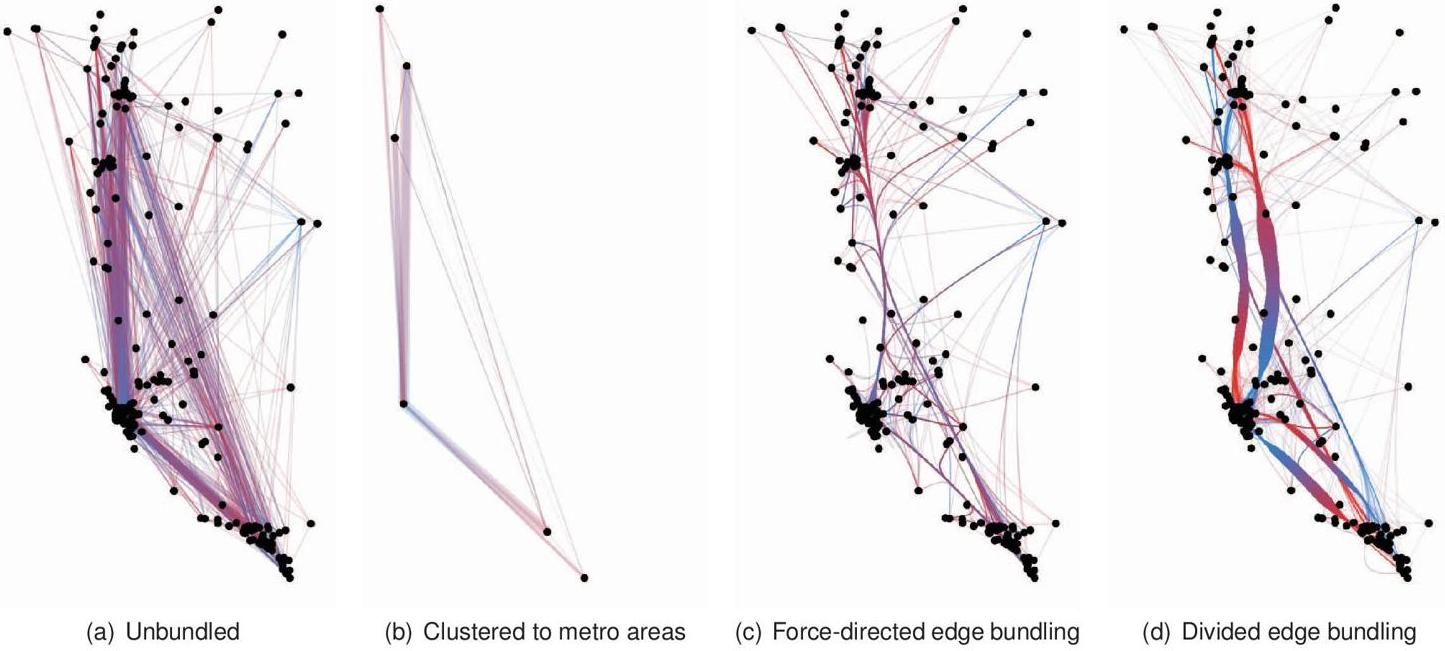 (a) Unbundled
(b) Clustered to metro areas
(c) Force-directed edge bundling
(d) Divided edge bundling